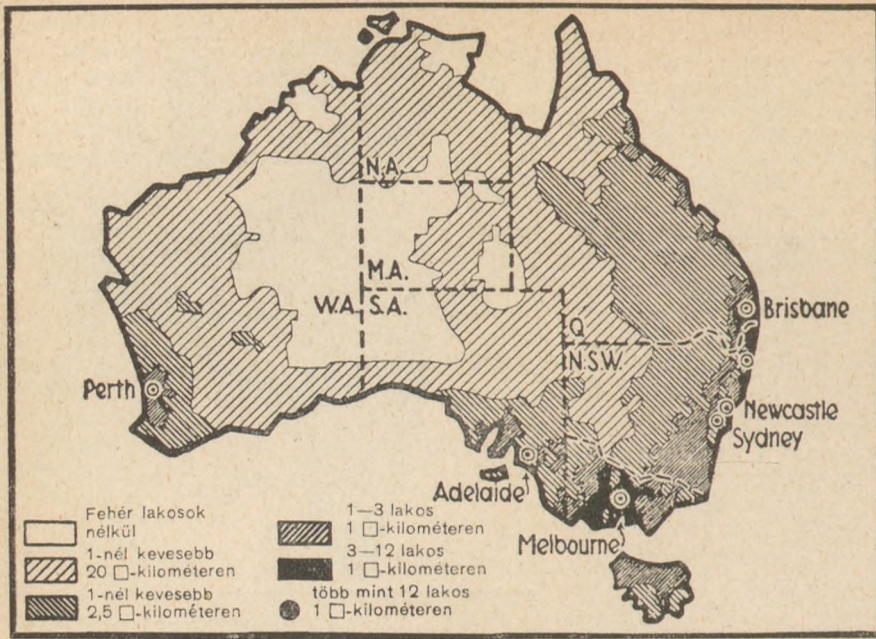 N.A.
M.A.
W.A.
S.A.
Q
N.S.W.
Brisbane
Perth
Newcastle
Sydney
Adelaide
Melbourne
Fehér lakosok
nélkül
1-nél kevesebb
20 □-kilométeren
1-nél kevesebb
2,5 □-kilométeren
1—3 lakos
1 □-kilométeren
3—12 lakos
1 □-kilométeren
több mint 12 lakos
1 □-kilométeren